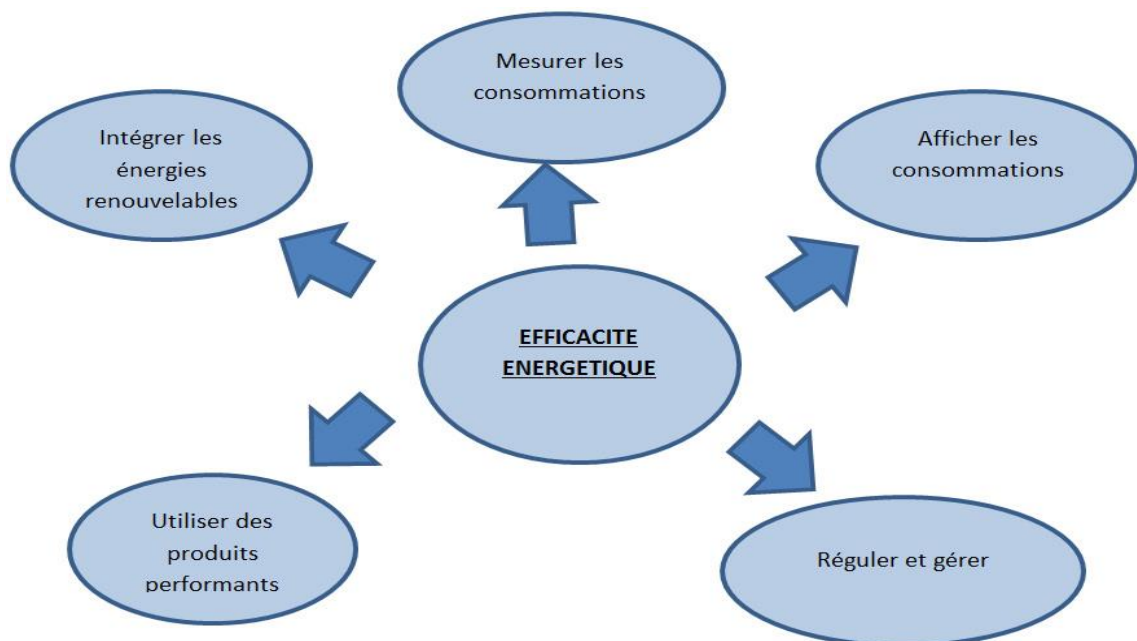 Mesurer les
consommations
Intégrer les
énergies
renouvelables
Afficher les
consommations
EFFICACITE
ENERGETIQUE
Utiliser des
produits
performants
Réguler et gérer